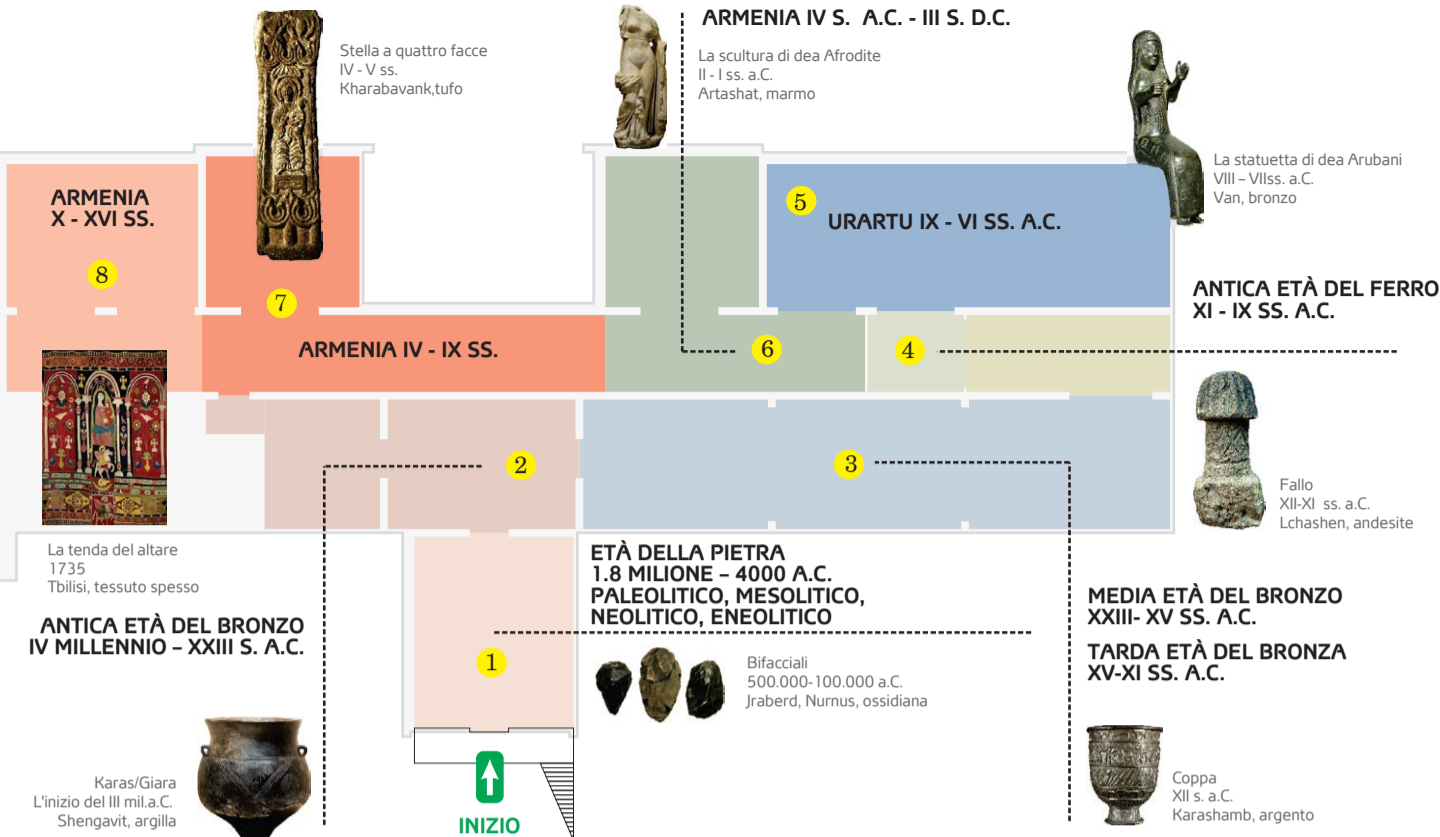 ARMENIA IV S. A.C. - III S. D.C.
Stella a quattro facce
IV - V ss.
Kharabavank,tufo
La scultura di dea Afrodite
II - I ss. a.C.
Artashat, marmo
La statuetta di dea Arubani
VIII – VIIss. a.C.
Van, bronzo
ARMENIA
X - XVI SS.
8
7
5
URARTU IX - VI SS. A.C.
ANTICA ETÀ DEL FERRO
XI - IX SS. A.C.
ARMENIA IV - IX SS.
6
4
2
3
Fallo
XII-XI ss. a.C.
Lchashen, andesite
La tenda del altare
1735
Tbilisi, tessuto spesso
ETÀ DELLA PIETRA
1.8 MILIONE – 4000 A.C.
PALEOLITICO, MESOLITICO,
NEOLITICO, ENEOLITICO
MEDIA ETÀ DEL BRONZO
XXIII- XV SS. A.C.
TARDA ETÀ DEL BRONZA
XV-XI SS. A.C.
ANTICA ETÀ DEL BRONZO
IV MILLENNIO – XXIII S. A.C.
1
Bifacciali
500.000-100.000 a.C.
Jraberd, Nurnus, ossidiana
Karas/Giara
L'inizio del III mil.a.C.
Shengavit, argilla
Coppa
XII s. a.C.
Karashamb, argento
INIZIO